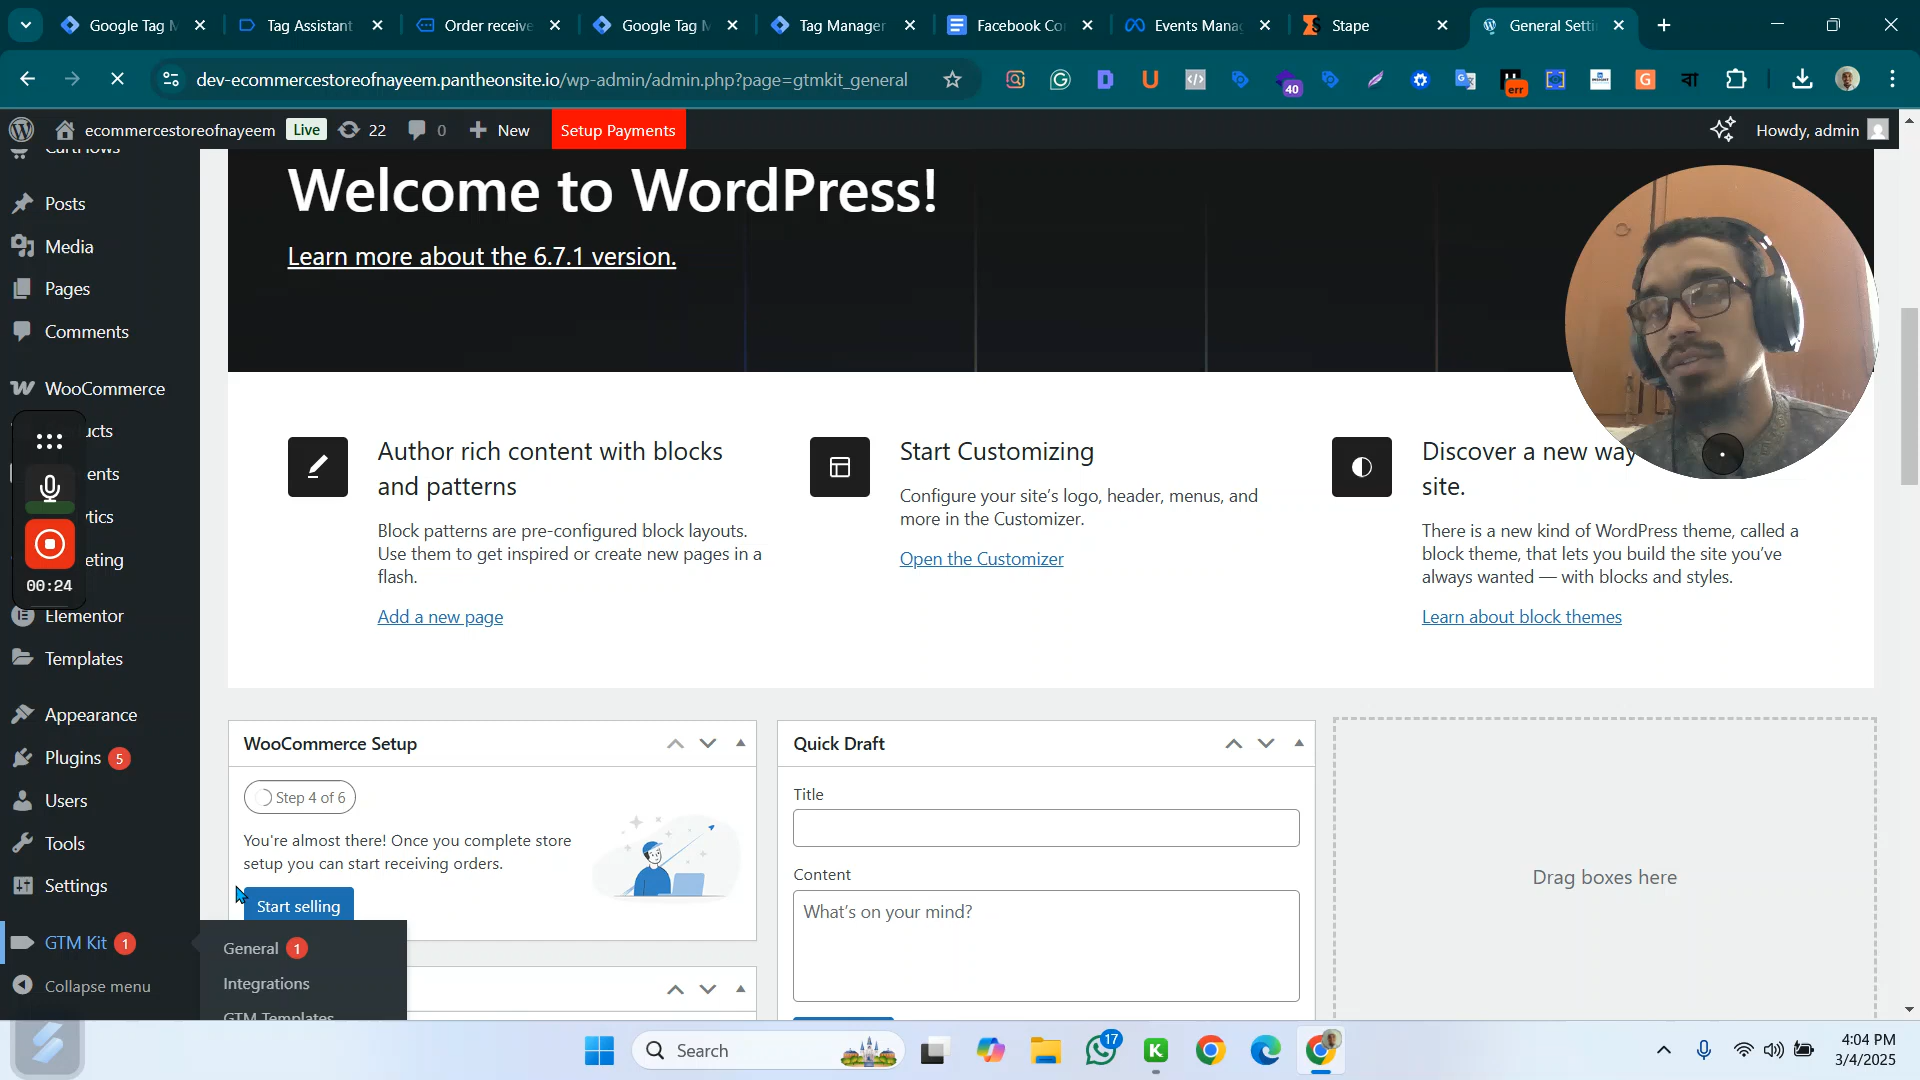 Google Tag M
Tag Assistant
Order receive
Google Tag M
Tag Manager
Facebook Co
Events Mana
Stape
General Setti
dev-ecommercestoreofnayeem.pantheonsite.io/wp-admin/admin.php?page=gtmkit_general
40
err
ecommercestoreofnayeem Live 22 0 New Setup Payments
Howdy, admin
CartFlows
Posts
Media
Pages
Comments
WooCommerce
ucts
ents
ytics
eting
00:24
Elementor
Templates
Appearance
Plugins 5
Users
Tools
Settings
GTM Kit 1
Collapse menu
General 1
Integrations
GTM Templates
Welcome to WordPress!
Learn more about the 6.7.1 version.
Author rich content with blocks
and patterns
Block patterns are pre-configured block layouts.
Use them to get inspired or create new pages in a
flash.
Add a new page
Start Customizing
Configure your site's logo, header, menus, and
more in the Customizer.
Open the Customizer
Discover a new way
site.
There is a new kind of WordPress theme, called a
block theme, that lets you build the site you've
always wanted — with blocks and styles.
Learn about block themes
WooCommerce Setup
Step 4 of 6
You're almost there! Once you complete store
setup you can start receiving orders.
Start selling
Quick Draft
Title
Content
What's on your mind?
Drag boxes here
Search
17
4:04 PM
3/4/2025